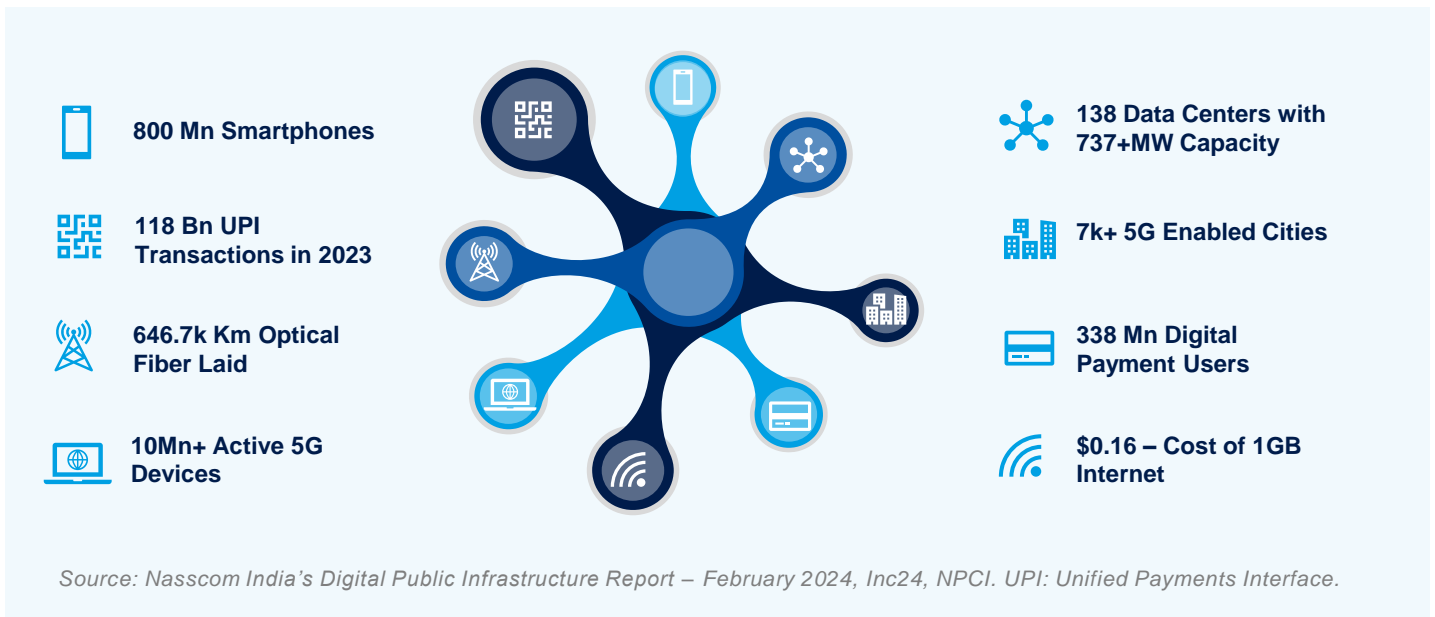 800 Mn Smartphones
118 Bn UPI
Transactions in 2023
646.7k Km Optical
Fiber Laid
10Mn+ Active 5G
Devices
138 Data Centers with
737+MW Capacity
7k+ 5G Enabled Cities
338 Mn Digital
Payment Users
$0.16 – Cost of 1GB
Internet
Source: Nasscom India's Digital Public Infrastructure Report – February 2024, Inc24, NPCI. UPI: Unified Payments Interface.